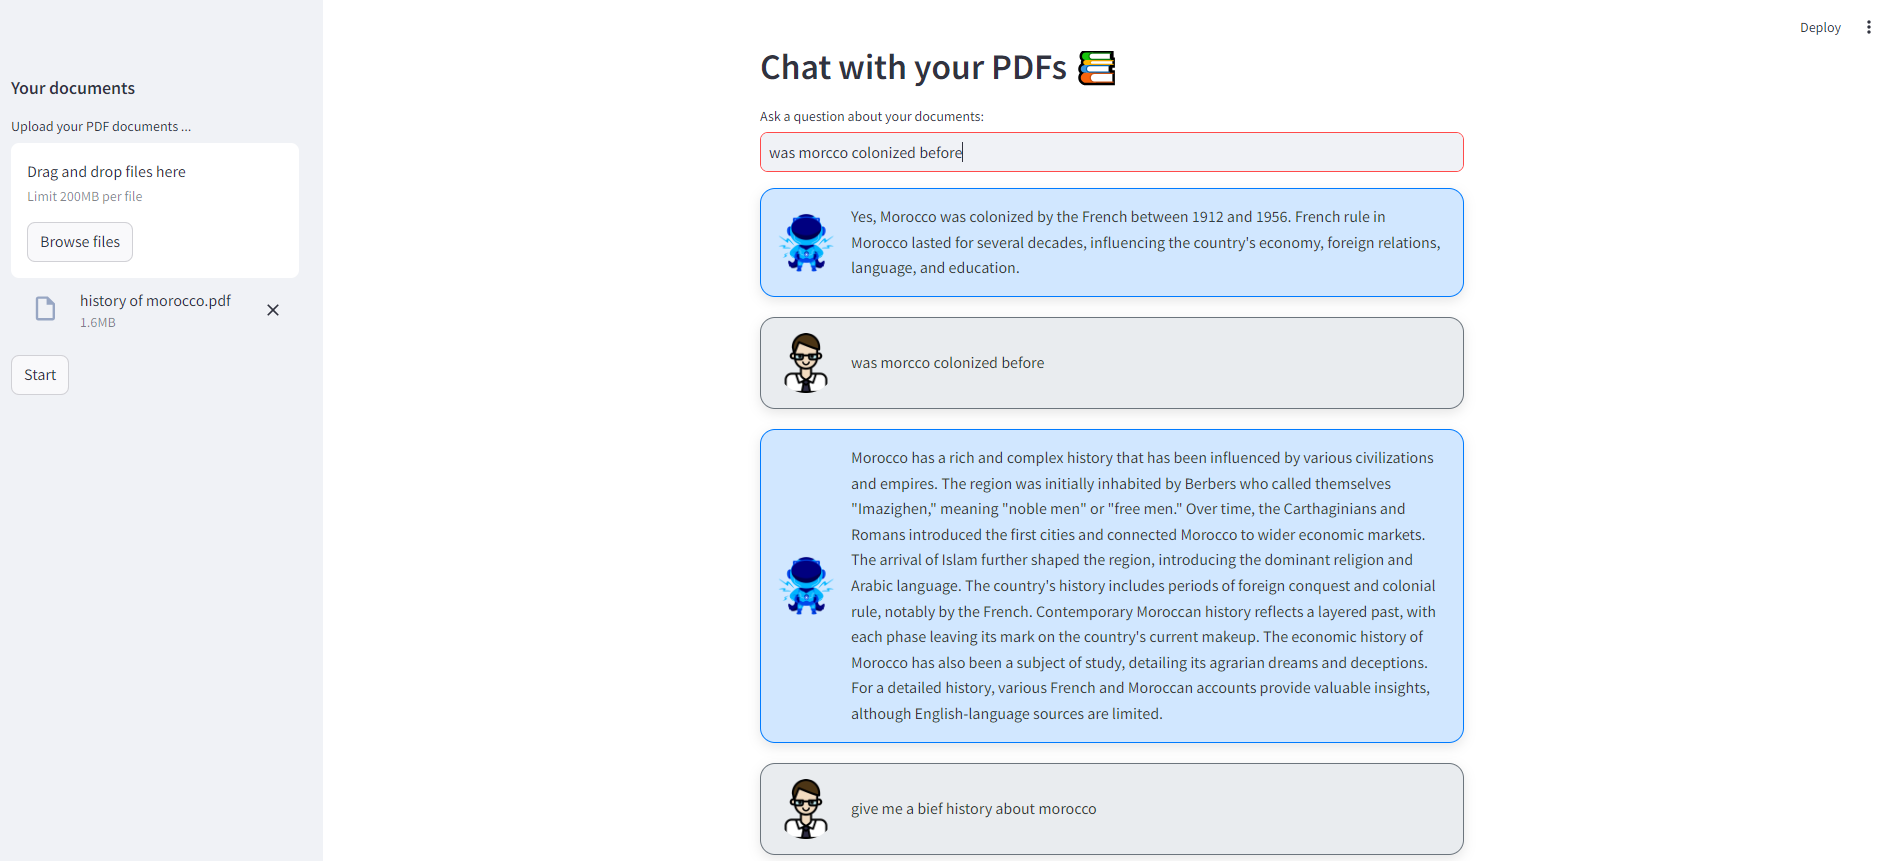 Deploy
Your documents
Upload your PDF documents ...
Drag and drop files here
Limit 200MB per file
Browse files
history of morocco.pdf
1.6MB
Start
Chat with your PDFs
Ask a question about your documents:
was morcco colonized before
Yes, Morocco was colonized by the French between 1912 and 1956. French rule in
Morocco lasted for several decades, influencing the country's economy, foreign relations,
language, and education.
was morcco colonized before
Morocco has a rich and complex history that has been influenced by various civilizations
and empires. The region was initially inhabited by Berbers who called themselves
"Imazighen," meaning "noble men" or "free men." Over time, the Carthaginians and
Romans introduced the first cities and connected Morocco to wider economic markets.
The arrival of Islam further shaped the region, introducing the dominant religion and
Arabic language. The country's history includes periods of foreign conquest and colonial
rule, notably by the French. Contemporary Moroccan history reflects a layered past, with
each phase leaving its mark on the country's current makeup. The economic history of
Morocco has also been a subject of study, detailing its agrarian dreams and deceptions.
For a detailed history, various French and Moroccan accounts provide valuable insights,
although English-language sources are limited.
give me a bief history about morocco